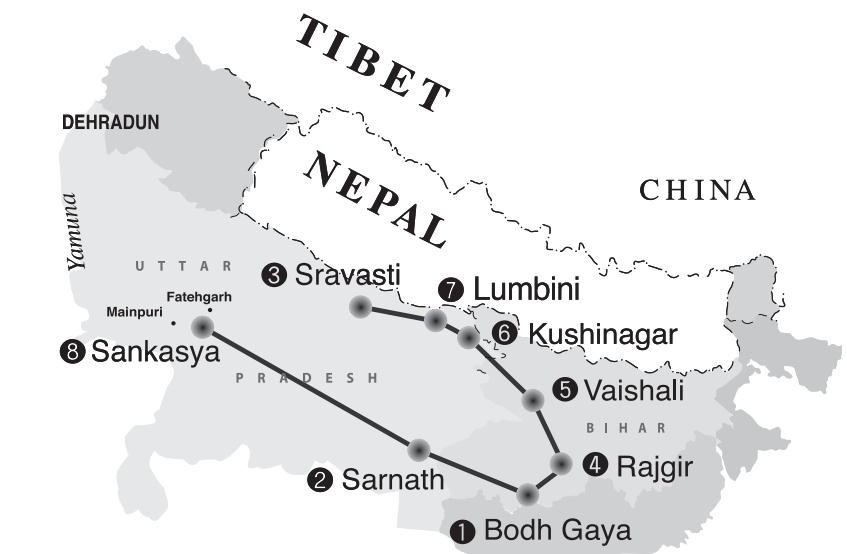 TIBET
DEHRADUN
NEPAL
CHINA
Yamuna
UTTAR
❸ Sravasti
❼ Lumbini
Fatehgarh
Mainpuri
❻ Kushinagar
❽ Sankasya
PRADESH
❺ Vaishali
BIHAR
❹ Rajgir
❷ Sarnath
❶ Bodh Gaya